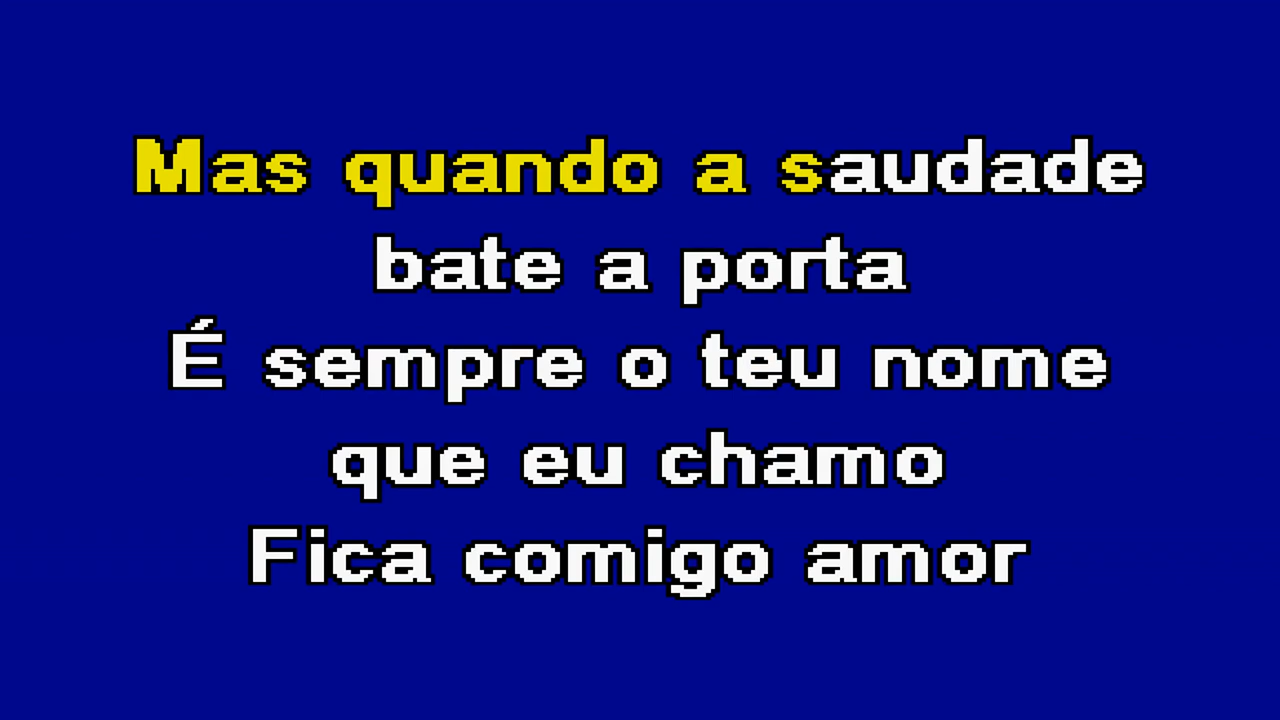 Mas quando a saudade
bate a porta
É sempre o teu nome
que eu chamo
Fica comigo amor